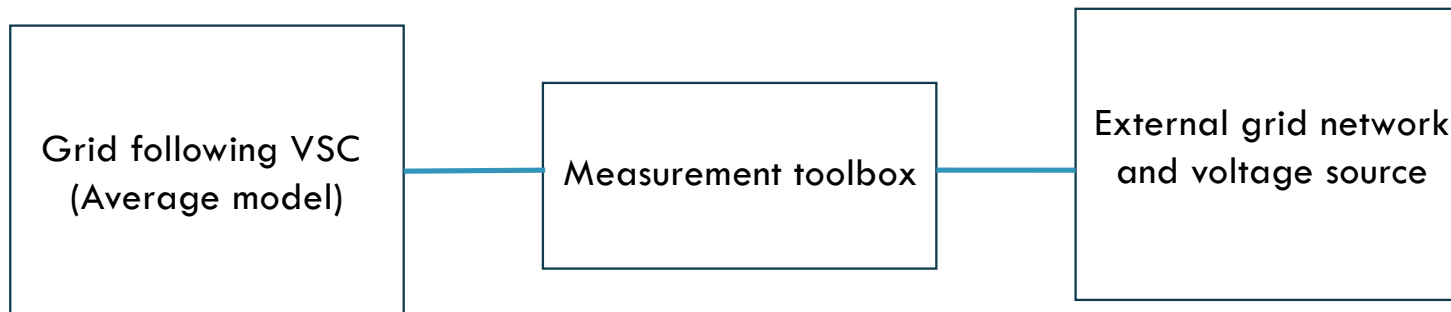 Grid following VSC
(Average model)
Measurement toolbox
External grid network
and voltage source